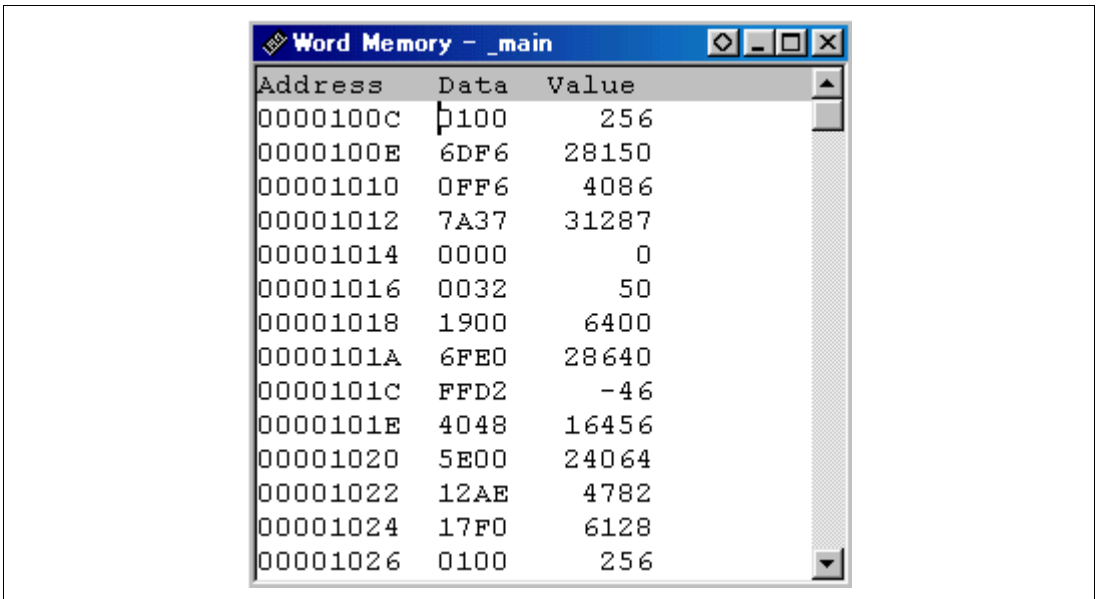 Word Memory - _main
Address Data Value
0000100C 0100 256
0000100E 6DF6 28150
00001010 0FF6 4086
00001012 7A37 31287
00001014 0000 0
00001016 0032 50
00001018 1900 6400
0000101A 6FE0 28640
0000101C FFD2 -46
0000101E 4048 16456
00001020 5E00 24064
00001022 12AE 4782
00001024 17F0 6128
00001026 0100 256